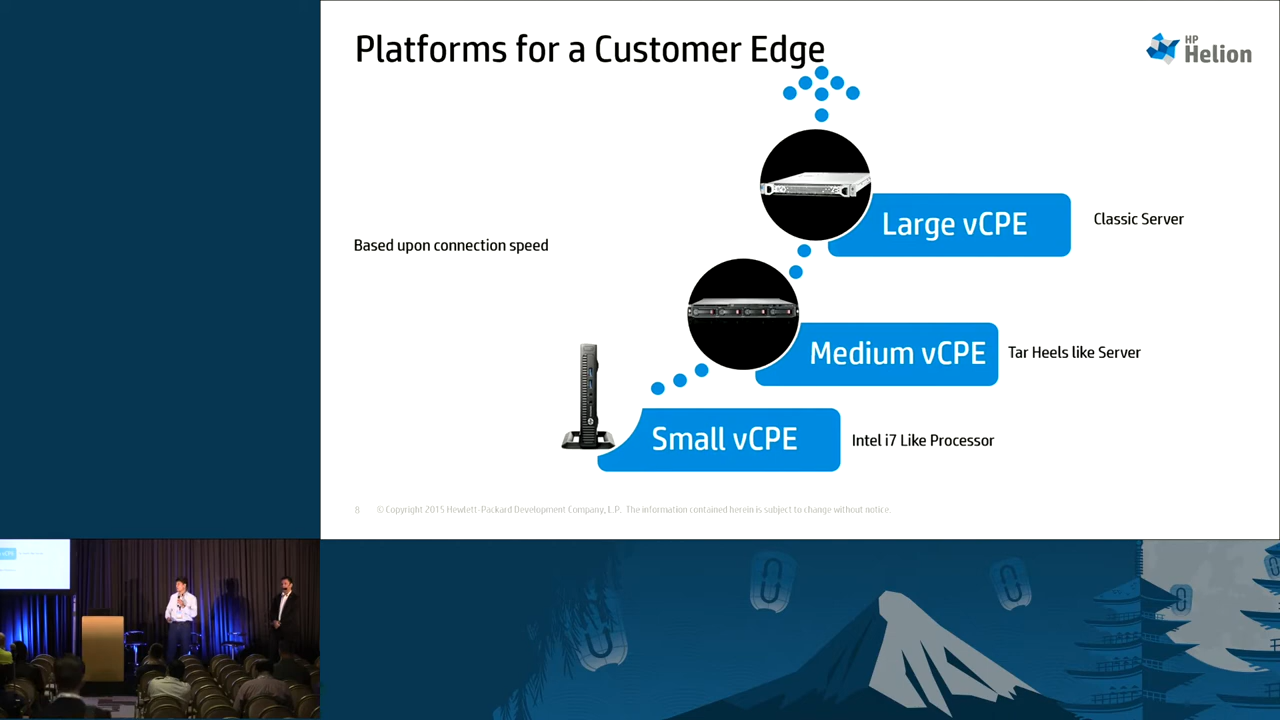 Platforms for a Customer Edge
HP
Helion
Large vCPE
Classic Server
Based upon connection speed
Medium vCPE
Tar Heels like Server
Small vCPE
Intel i7 Like Processor
8 © Copyright 2015 Hewlett-Packard Development Company, L.P. The information contained herein is subject to change without notice.